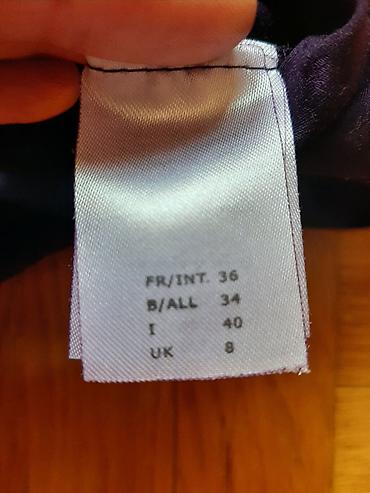 FR/INT. 36
B/ALL 34
I 40
UK 8